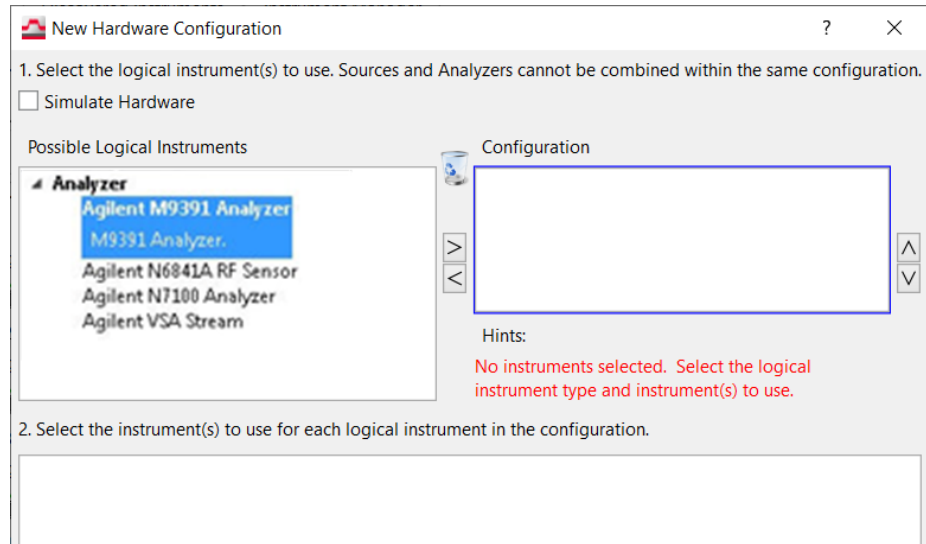 New Hardware Configuration
?
1. Select the logical instrument(s) to use. Sources and Analyzers cannot be combined within the same configuration.
Simulate Hardware
Possible Logical Instruments
Configuration
Analyzer
Agilent M9391 Analyzer
M9391 Analyzer.
Agilent N6841A RF Sensor
Agilent N7100 Analyzer
Agilent VSA Stream
>
<
Hints:
No instruments selected. Select the logical
instrument type and instrument(s) to use.
2. Select the instrument(s) to use for each logical instrument in the configuration.